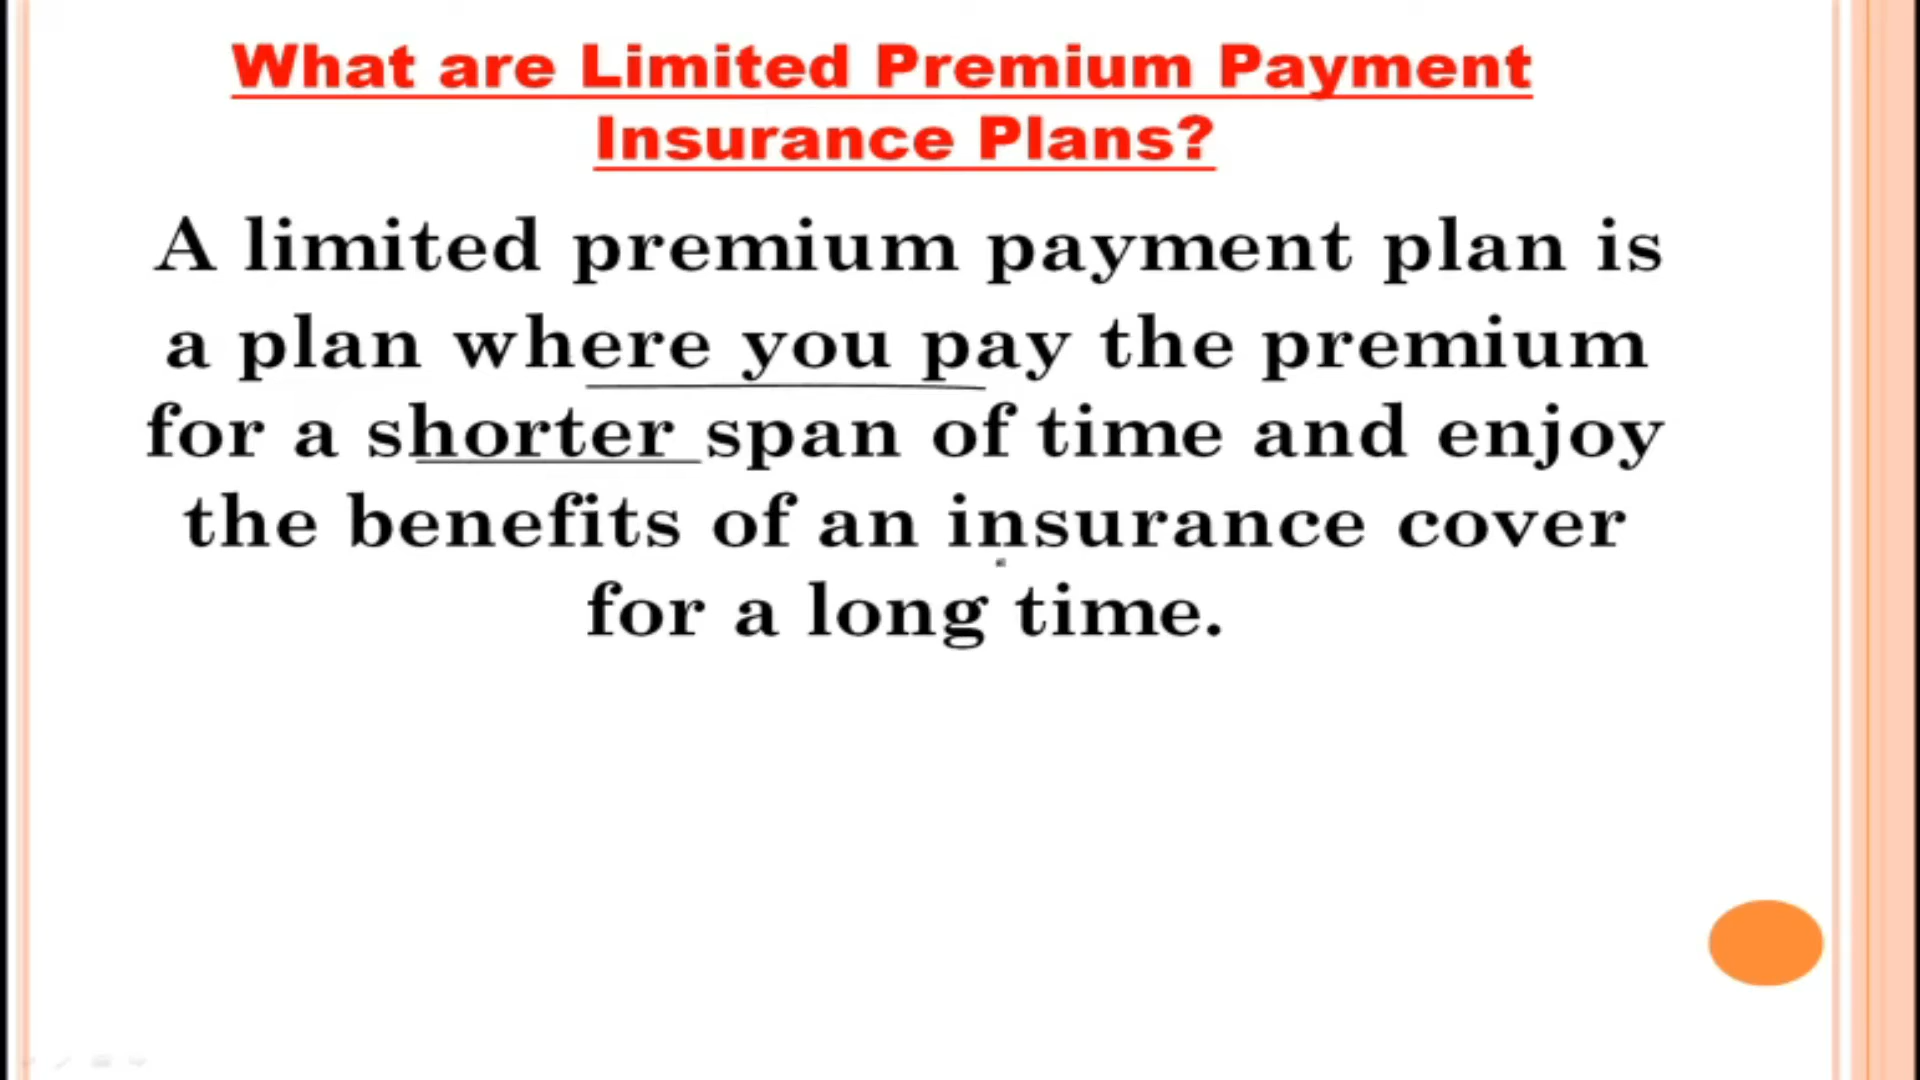 What are Limited Premium Payment
Insurance Plans?
A limited premium payment plan is
a plan where you pay the premium
for a shorter span of time and enjoy
the benefits of an insurance cover
for a long time.